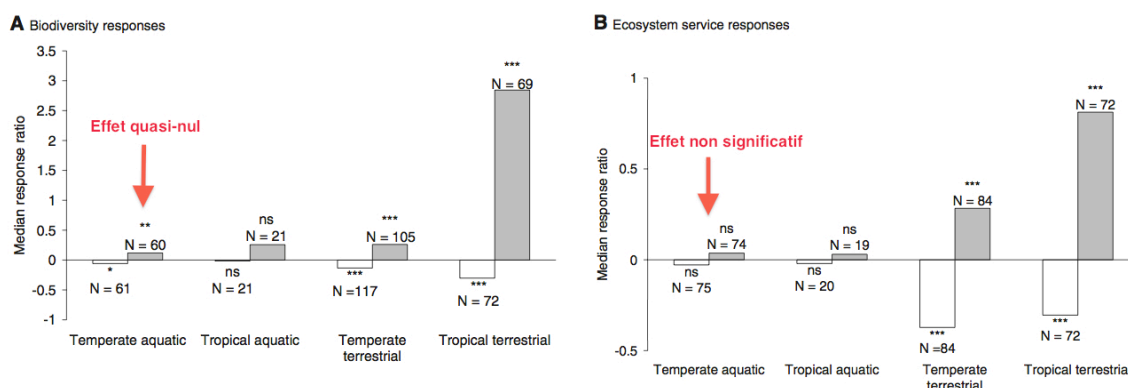 A Biodiversity responses
Median response ratio
3.5
3
2.5
2
1.5
1
0.5
0
-0.5
-1
Effet quasi-nul
**
N = 60
*
N = 61
ns
N = 21
ns
N = 21
***
N = 105
***
N =117
***
N = 69
***
N = 72
Temperate aquatic
Tropical aquatic
Temperate
terrestrial
Tropical terrestrial
B Ecosystem service responses
Median response ratio
1
0.5
0
-0.5
Effet non significatif
ns
N = 74
ns
N = 75
ns
N = 19
ns
N = 20
***
N = 84
***
N =84
***
N = 72
***
N = 72
Temperate aquatic
Tropical aquatic
Temperate
terrestrial
Tropical terrestrial